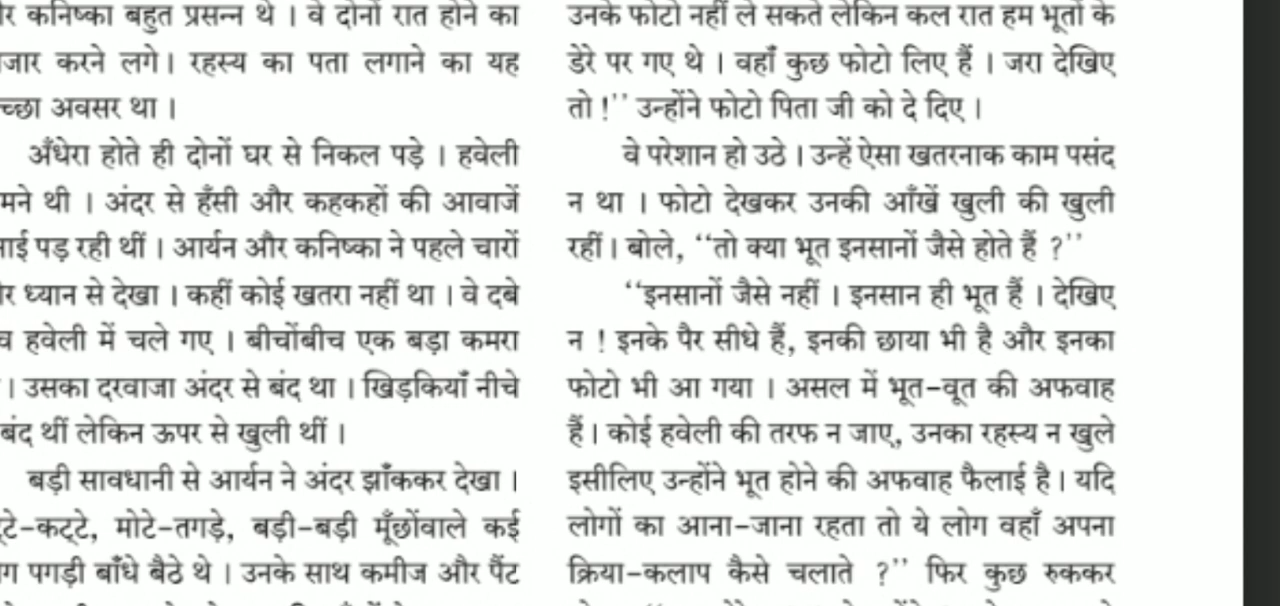 कनिष्का बहुत प्रसन्न थे । वे दोनों रात होने का
करने लगे। रहस्य का पता लगाने का यह
अवसर था ।
अँधेरा होते ही दोनों घर से निकल पड़े । हवेली
थी । अंदर से हँसी और कहकहों की आवाजें
पड़ रही थीं । आर्यन और कनिष्का ने पहले चारों
ध्यान से देखा । कहीं कोई खतरा नहीं था । वे दबे
हवेली में चले गए । बीचोंबीच एक बड़ा कमरा
। उसका दरवाजा अंदर से बंद था । खिड़कियाँ नीचे
बंद थीं लेकिन ऊपर से खुली थीं ।
बड़ी सावधानी से आर्यन ने अंदर झाँककर देखा ।
मोटे-तगड़े, बड़ी-बड़ी मूँछोंवाले कई
पगड़ी बाँधे बैठे थे । उनके साथ कमीज और पैंट
उनके फोटो नहीं ले सकते लेकिन कल रात हम भूतों के
डेरे पर गए थे । वहाँ कुछ फोटो लिए हैं । जरा देखिए
तो !’’ उन्होंने फोटो पिता जी को दे दिए ।
वे परेशान हो उठे । उन्हें ऐसा खतरनाक काम पसंद
न था । फोटो देखकर उनकी आँखें खुली की खुली
रहीं। बोले, ‘‘तो क्या भूत इनसानों जैसे होते हैं ?’’
‘‘इनसानों जैसे नहीं । इनसान ही भूत हैं । देखिए
न ! इनके पैर सीधे हैं, इनकी छाया भी है और इनका
फोटो भी आ गया । असल में भूत-वूत की अफवाह
हैं। कोई हवेली की तरफ न जाए, उनका रहस्य न खुले
इसीलिए उन्होंने भूत होने की अफवाह फैलाई है। यदि
लोगों का आना-जाना रहता तो ये लोग वहाँ अपना
क्रिया-कलाप कैसे चलाते ?’’ फिर कुछ रुककर